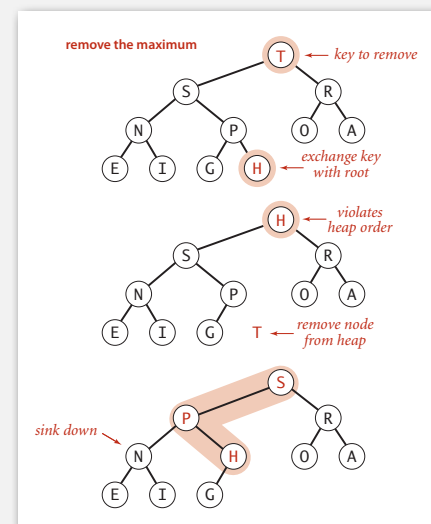 remove the maximum
T
key to remove
S
R
N
P
O
A
E
I
G
H
exchange key
with root
H
violates
heap order
S
R
N
P
O
A
E
I
G
T
remove node
from heap
S
P
R
sink down
N
H
O
A
E
I
G